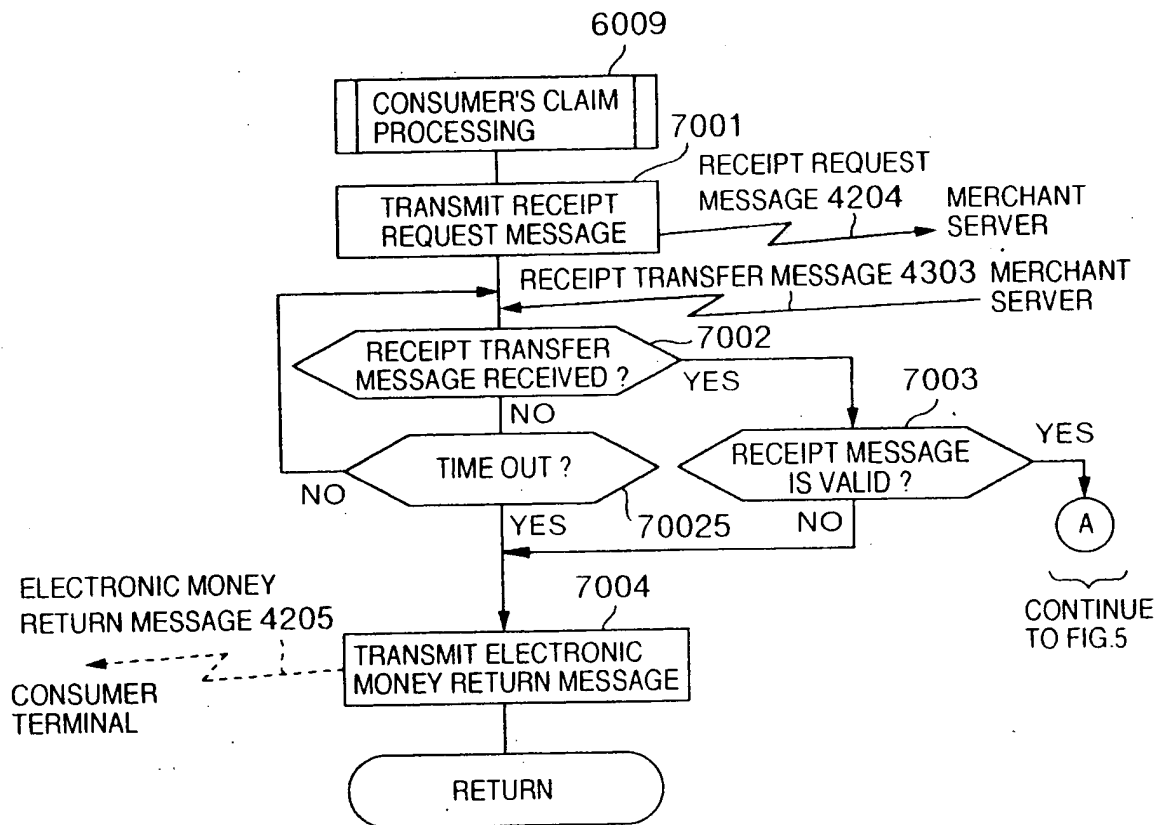 6009
CONSUMER'S CLAIM
PROCESSING
7001
TRANSMIT RECEIPT
REQUEST MESSAGE
RECEIPT REQUEST
MESSAGE 4204
MERCHANT
SERVER
RECEIPT TRANSFER MESSAGE 4303
MERCHANT
SERVER
7002
RECEIPT TRANSFER
MESSAGE RECEIVED ?
YES
NO
7003
RECEIPT MESSAGE
IS VALID ?
YES
NO
A
CONTINUE
TO FIG.5
TIME OUT ?
NO
YES
70025
ELECTRONIC MONEY
RETURN MESSAGE 4205
CONSUMER
TERMINAL
7004
TRANSMIT ELECTRONIC
MONEY RETURN MESSAGE
RETURN